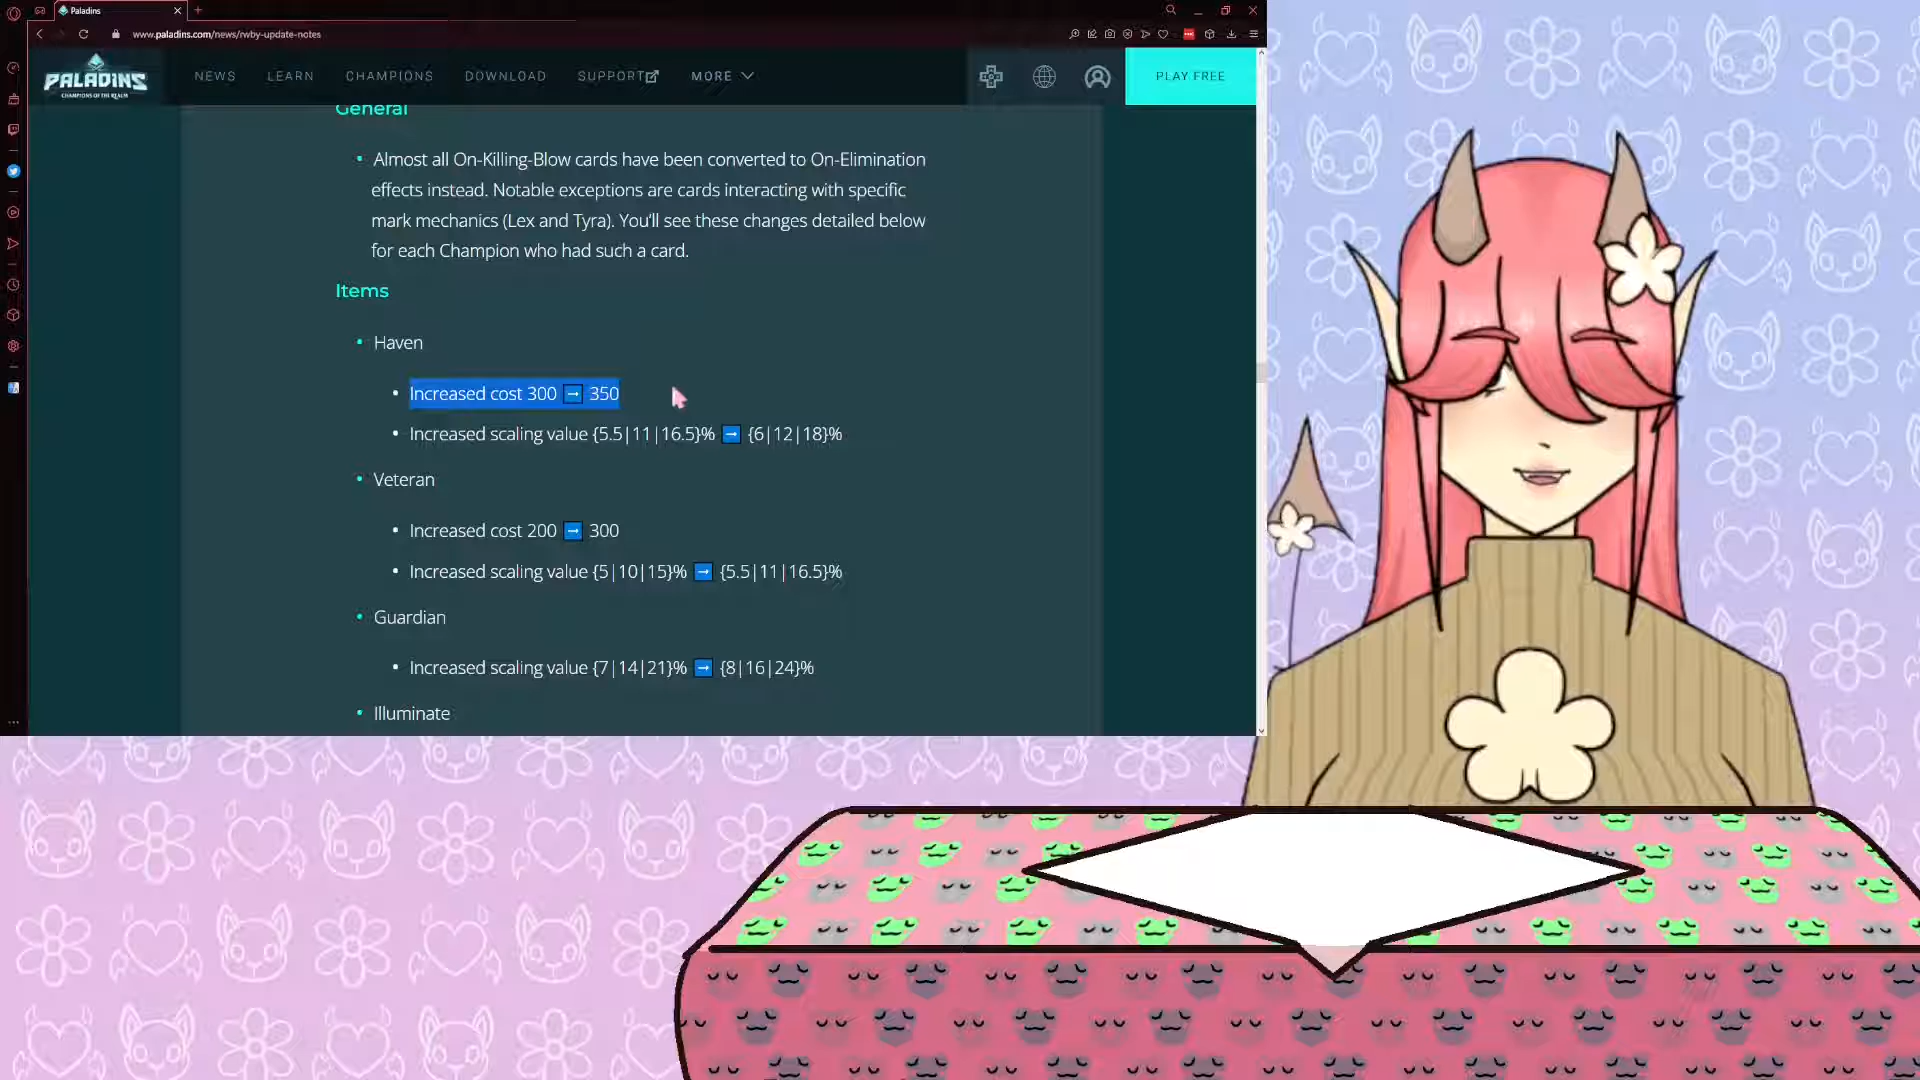 Paladins
www.paladins.com/news/rwby-update-notes
PALADINS
CHAMPIONS OF THE REALM
NEWS
LEARN
CHAMPIONS
DOWNLOAD
SUPPORT
MORE
PLAY FREE
General
• Almost all On-Killing-Blow cards have been converted to On-Elimination
effects instead. Notable exceptions are cards interacting with specific
mark mechanics (Lex and Tyra). You'll see these changes detailed below
for each Champion who had such a card.
Items
• Haven
• Increased cost 300 ➡ 350
• Increased scaling value {5.5|11|16.5}% ➡ {6|12|18}%
• Veteran
• Increased cost 200 ➡ 300
• Increased scaling value {5|10|15}% ➡ {5.5|11|16.5}%
• Guardian
• Increased scaling value {7|14|21}% ➡ {8|16|24}%
• Illuminate